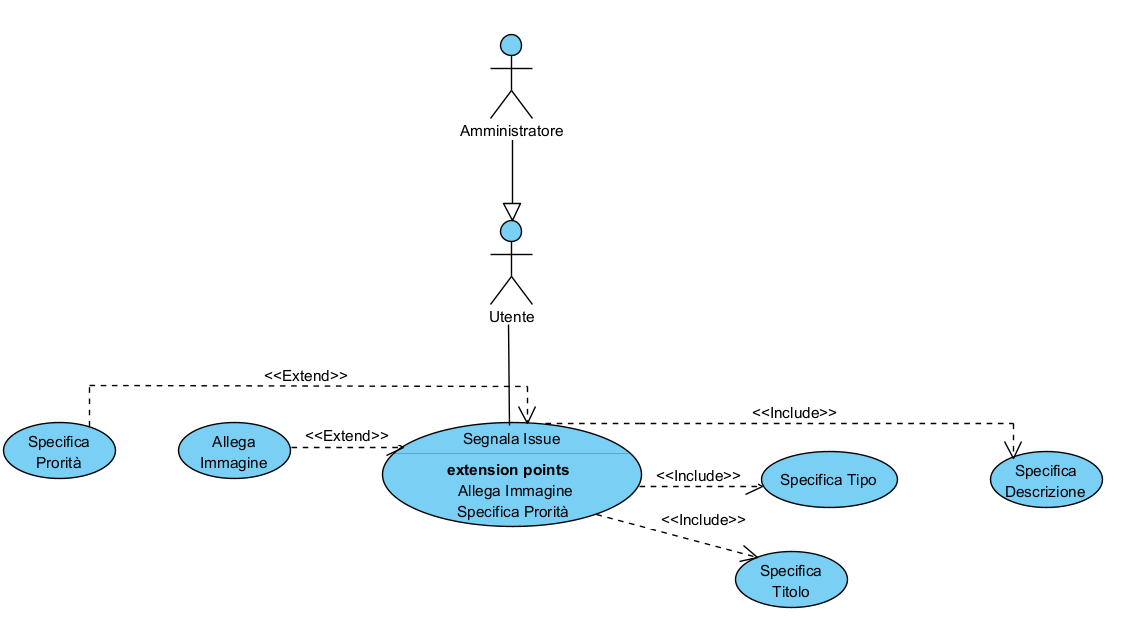 Amministratore
Utente
<<Extend>>
<<Include>>
Specifica
Prorità
Allega
Immagine
<<Extend>>
Segnala Issue
extension points
Allega Immagine
Specifica Prorità
<<Include>>
Specifica Tipo
Specifica
Descrizione
<<Include>>
Specifica
Titolo